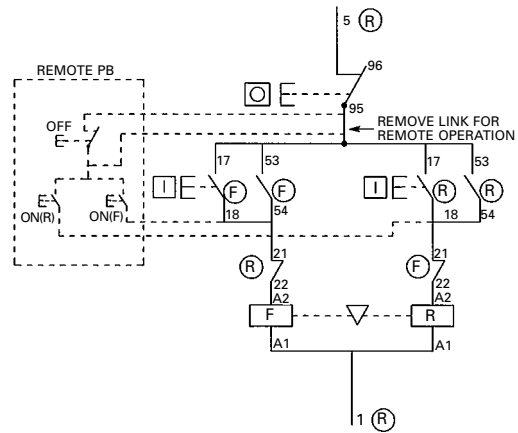 5 R
96
REMOTE PB
O
95
REMOVE LINK FOR
REMOTE OPERATION
OFF
17 53 17 53
I F F I R R
ON(R) ON(F) 18 54 18 54
R 21 F 21
22 22
A2 A2
F R
A1 A1
1 R